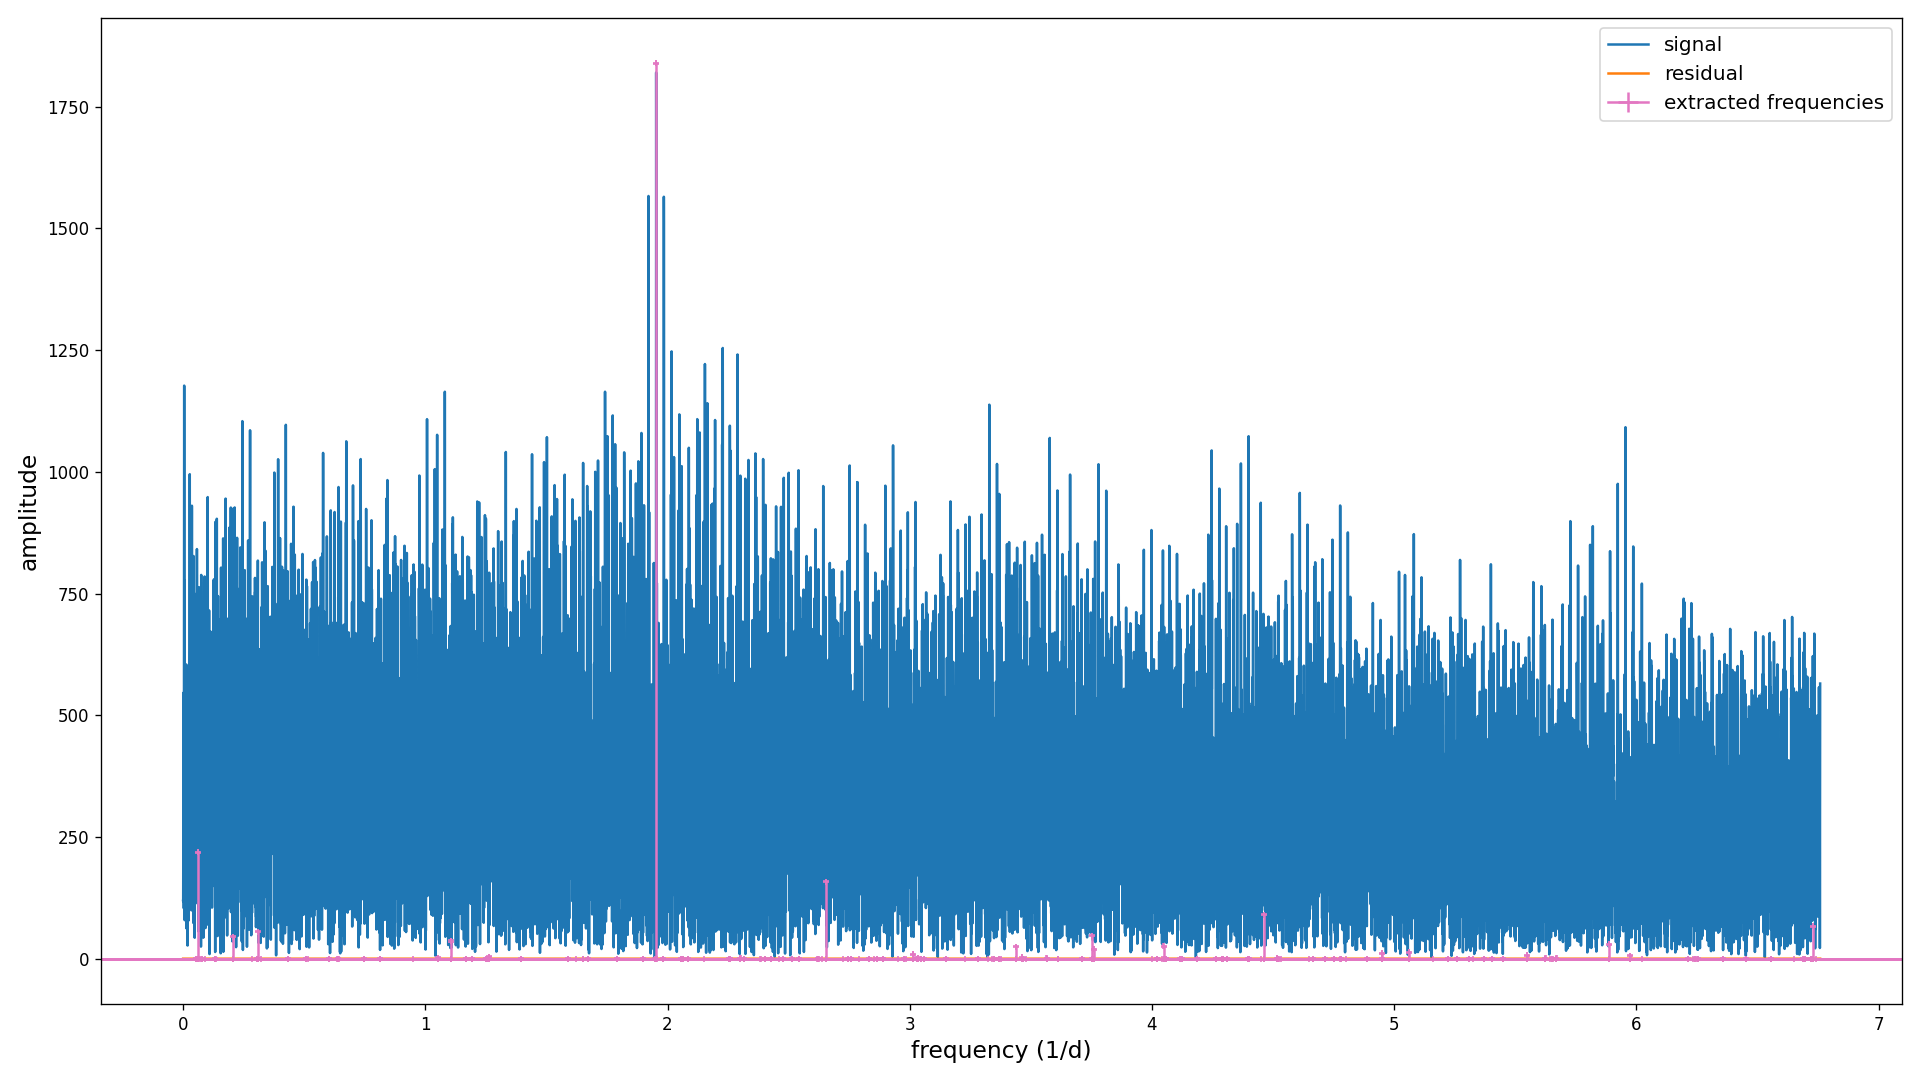 signal
residual
extracted frequencies
amplitude
1750
1500
1250
1000
750
500
250
0
0 1 2 3 4 5 6 7
frequency (1/d)